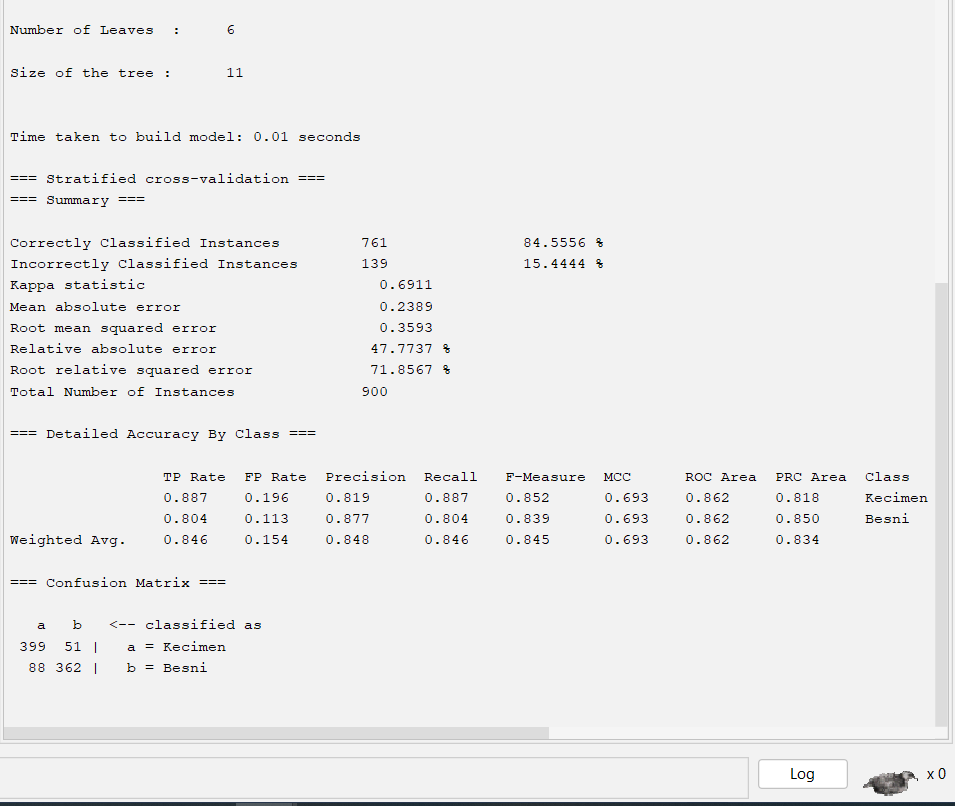 Number of Leaves  :     6
Size of the tree :      11
Time taken to build model: 0.01 seconds
=== Stratified cross-validation ===
=== Summary ===
Correctly Classified Instances         761               84.5556 %
Incorrectly Classified Instances       139               15.4444 %
Kappa statistic                          0.6911
Mean absolute error                      0.2389
Root mean squared error                  0.3593
Relative absolute error                 47.7737 %
Root relative squared error             71.8567 %
Total Number of Instances              900
=== Detailed Accuracy By Class ===
                 TP Rate  FP Rate  Precision  Recall   F-Measure  MCC      ROC Area  PRC Area  Class
                 0.887    0.196    0.819      0.887    0.852      0.693    0.862     0.818     Kecimen
                 0.804    0.113    0.877      0.804    0.839      0.693    0.862     0.850     Besni
Weighted Avg.    0.846    0.154    0.848      0.846    0.845      0.693    0.862     0.834
=== Confusion Matrix ===
   a   b   <-- classified as
 399  51 |   a = Kecimen
  88 362 |   b = Besni
Log x 0